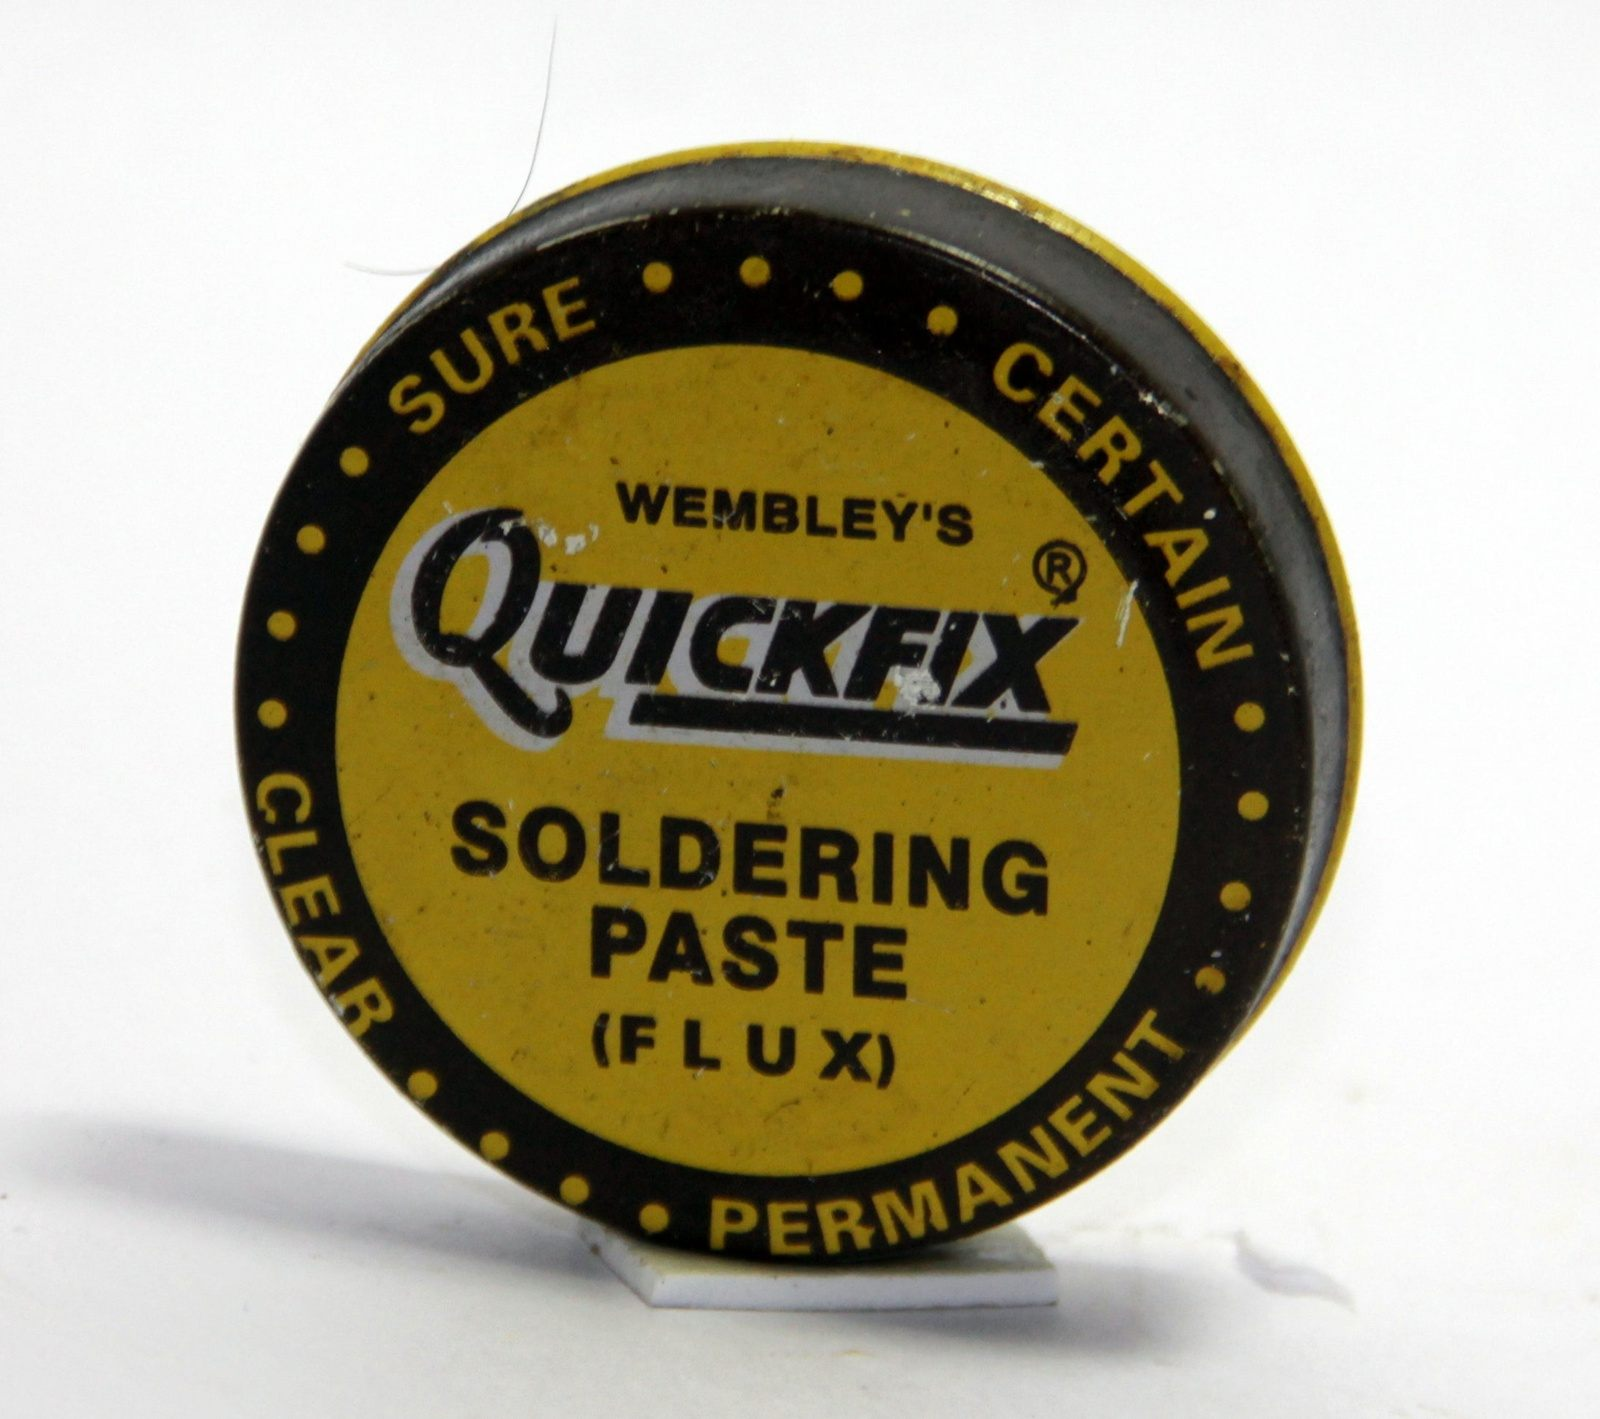 SURE
CERTAIN
WEMBLEY'S
QUICKFIX®
SOLDERING
PASTE
(FLUX)
CLEAR
PERMANENT